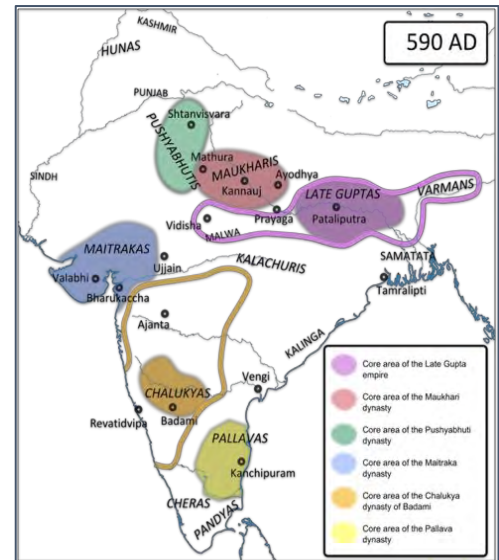 KASHMIR
590 AD
HUNAS
PUNJAB
Shtanvisvara
PUSHYABHUTIS
Mathura
MAUKHARIS
Kannauj
Ayodhya
SINDH
LATE GUPTAS
VARMANS
Pataliputra
Prayaga
Vidisha
MALWA
MAITRAKAS
SAMATATA
Ujjain
KALACHURIS
Valabhi
Bharukaccha
Tamralipti
Ajanta
KALINGA
Vengi
CHALUKYAS
Badami
Revatidvipa
PALLAVAS
Kanchipuram
CHERAS
PANDYAS
Core area of the Late Gupta
empire
Core area of the Maukhari
dynasty
Core area of the Pushyabhuti
dynasty
Core area of the Maitraka
dynasty
Core area of the Chalukya
dynasty of Badami
Core area of the Pallava
dynasty